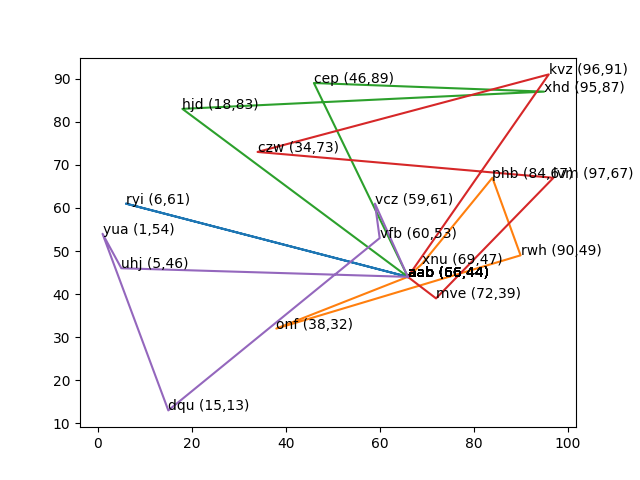 kvz (96,91)
cep (46,89)
xhd (95,87)
hjd (18,83)
czw (34,73)
phb (84,67)
(97,67)
ryi (6,61)
vcz (59,61)
yua (1,54)
vfb (60,53)
rwh (90,49)
xnu (69,47)
uhj (5,46)
aab (66,44)
mve (72,39)
onf (38,32)
dqu (15,13)
90
80
70
60
50
40
30
20
10
0 20 40 60 80 100